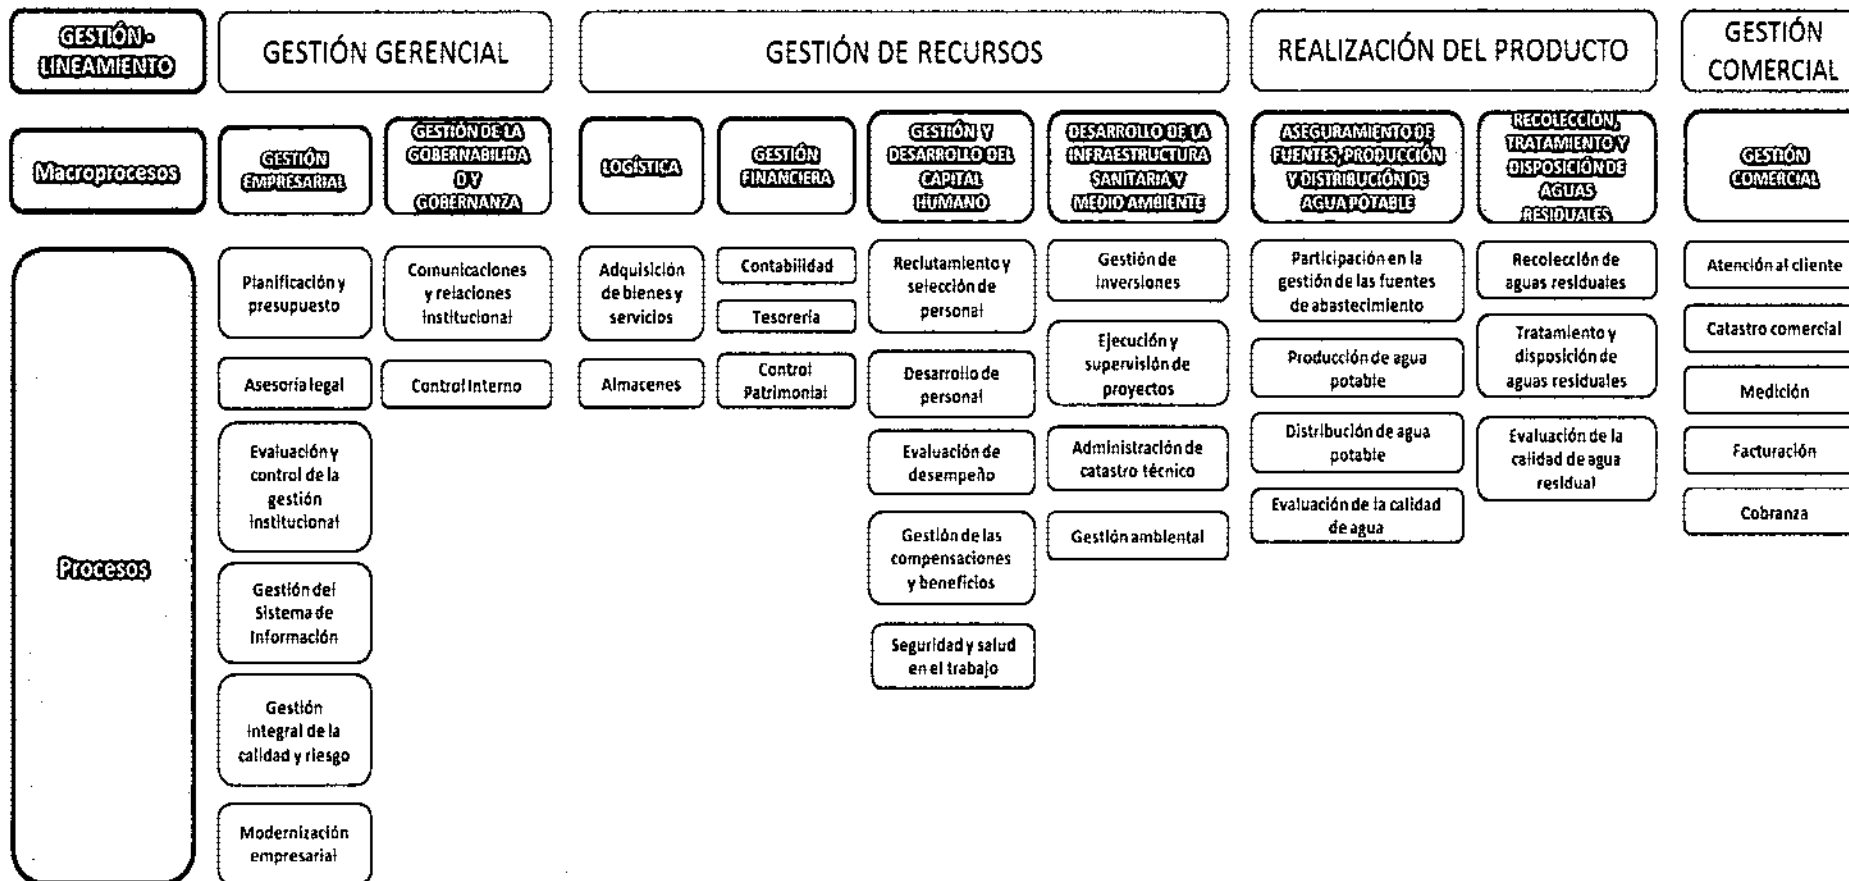 GESTIÓN -
LINEAMIENTO
GESTIÓN GERENCIAL
GESTIÓN DE RECURSOS
REALIZACIÓN DEL PRODUCTO
GESTIÓN
COMERCIAL
Macroprocesos
GESTIÓN
EMPRESARIAL
GESTIÓN DE LA
GOBERNABILIDA
D Y
GOBERNANZA
LOGÍSTICA
GESTIÓN
FINANCIERA
GESTIÓN Y
DESARROLLO DEL
CAPITAL
HUMANO
DESARROLLO DE LA
INFRAESTRUCTURA
SANITARIA Y
MEDIO AMBIENTE
ASEGURAMIENTO DE
FUENTES, PRODUCCIÓN
Y DISTRIBUCIÓN DE
AGUA POTABLE
RECOLECCIÓN,
TRATAMIENTO Y
DISPOSICIÓN DE
AGUAS
RESIDUALES
GESTIÓN
COMERCIAL
Procesos
Planificación y
presupuesto
Asesoría legal
Evaluación y
control de la
gestión
institucional
Gestión del
Sistema de
Información
Gestión
integral de la
calidad y riesgo
Modernización
empresarial
Comunicaciones
y relaciones
institucional
Control Interno
Adquisición
de bienes y
servicios
Almacenes
Contabilidad
Tesorería
Control
Patrimonial
Reclutamiento y
selección de
personal
Desarrollo de
personal
Evaluación de
desempeño
Gestión de las
compensaciones
y beneficios
Seguridad y salud
en el trabajo
Gestión de
inversiones
Ejecución y
supervisión de
proyectos
Administración de
catastro técnico
Gestión ambiental
Participación en la
gestión de las fuentes
de abastecimiento
Producción de agua
potable
Distribución de agua
potable
Evaluación de la calidad
de agua
Recolección de
aguas residuales
Tratamiento y
disposición de
aguas residuales
Evaluación de la
calidad de agua
residual
Atención al cliente
Catastro comercial
Medición
Facturación
Cobranza